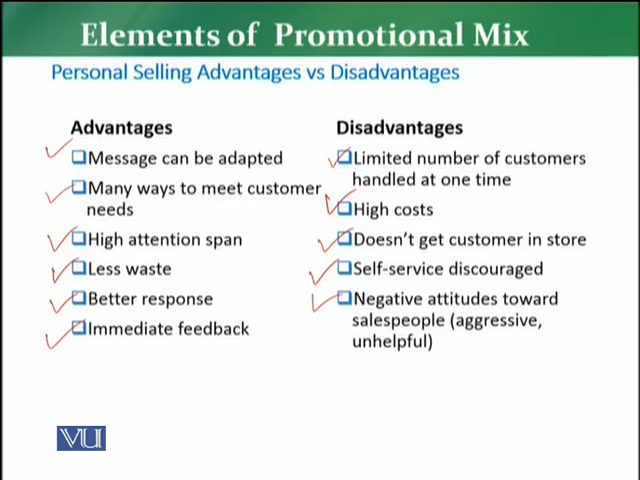 Elements of Promotional Mix
Personal Selling Advantages vs Disadvantages
Advantages
Message can be adapted
Many ways to meet customer
needs
High attention span
Less waste
Better response
Immediate feedback
Disadvantages
Limited number of customers
handled at one time
High costs
Doesn't get customer in store
Self-service discouraged
Negative attitudes toward
salespeople (aggressive,
unhelpful)
VU